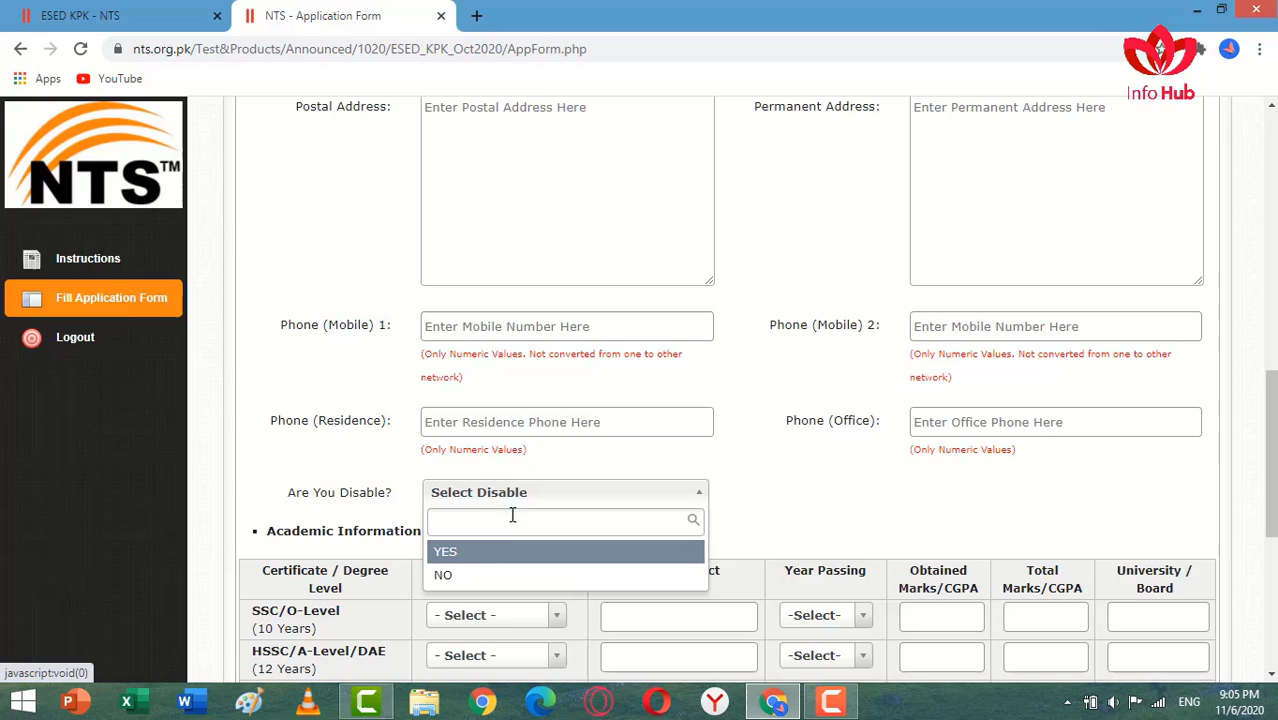 ESED KPK - NTS
NTS - Application Form
nts.org.pk/Test&Products/Announced/1020/ESED_KPK_Oct2020/AppForm.php
Apps
YouTube
Info Hub
NTS™
Instructions
Fill Application Form
Logout
Postal Address:
Enter Postal Address Here
Permanent Address:
Enter Permanent Address Here
Phone (Mobile) 1:
Enter Mobile Number Here
Phone (Mobile) 2:
Enter Mobile Number Here
(Only Numeric Values. Not converted from one to other
network)
(Only Numeric Values. Not converted from one to other
network)
Phone (Residence):
Enter Residence Phone Here
Phone (Office):
Enter Office Phone Here
(Only Numeric Values)
(Only Numeric Values)
Are You Disable?
Select Disable
YES
NO
Academic Information
Certificate / Degree
Level
Year Passing
Obtained
Marks/CGPA
Total
Marks/CGPA
University /
Board
SSC/O-Level
(10 Years)
- Select -
-Select-
HSSC/A-Level/DAE
(12 Years)
- Select -
-Select-
javascript:void(0)
ENG
9:05 PM
11/6/2020